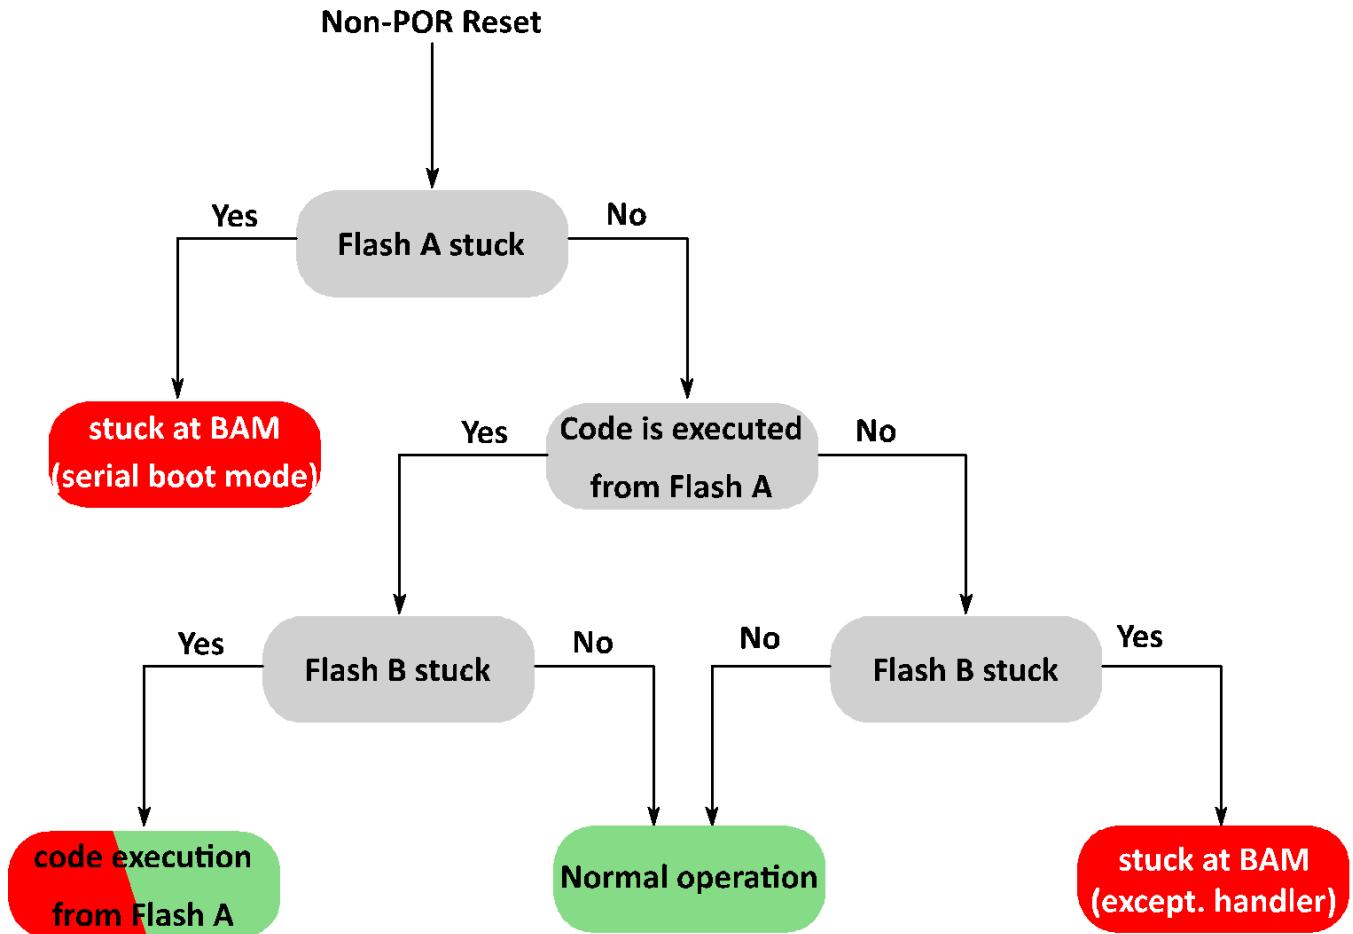 Non-POR Reset
Yes
No
Flash A stuck
stuck at BAM
(serial boot mode)
Yes
Code is executed
from Flash A
No
Yes
Flash B stuck
No
No
Flash B stuck
Yes
code execution
from Flash A
Normal operation
stuck at BAM
(except. handler)